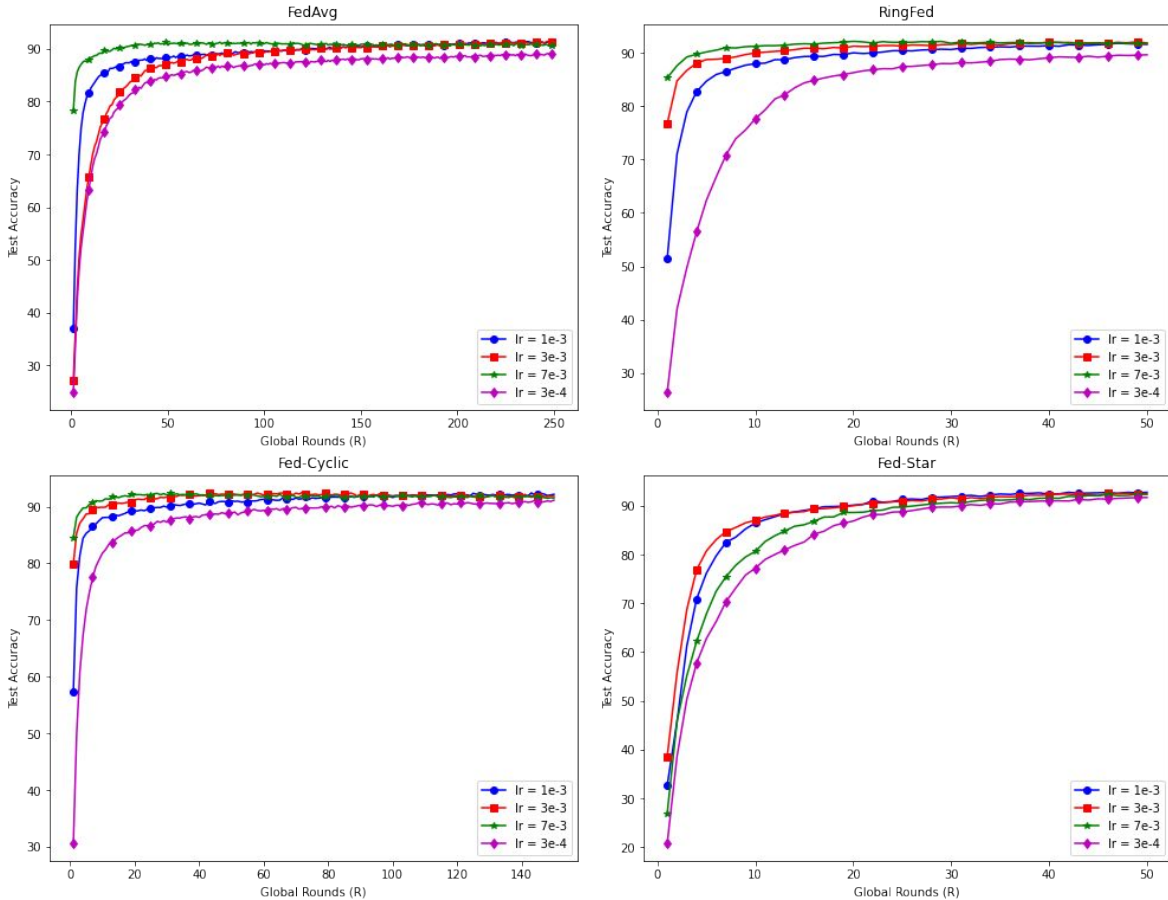 FedAvg
Test Accuracy
90
80
70
60
50
40
30
lr = 1e-3
lr = 3e-3
lr = 7e-3
lr = 3e-4
0 50 100 150 200 250
Global Rounds (R)
RingFed
Test Accuracy
90
80
70
60
50
40
30
lr = 1e-3
lr = 3e-3
lr = 7e-3
lr = 3e-4
0 10 20 30 40 50
Global Rounds (R)
Fed-Cyclic
Test Accuracy
90
80
70
60
50
40
30
lr = 1e-3
lr = 3e-3
lr = 7e-3
lr = 3e-4
0 20 40 60 80 100 120 140
Global Rounds (R)
Fed-Star
Test Accuracy
90
80
70
60
50
40
30
20
lr = 1e-3
lr = 3e-3
lr = 7e-3
lr = 3e-4
0 10 20 30 40 50
Global Rounds (R)